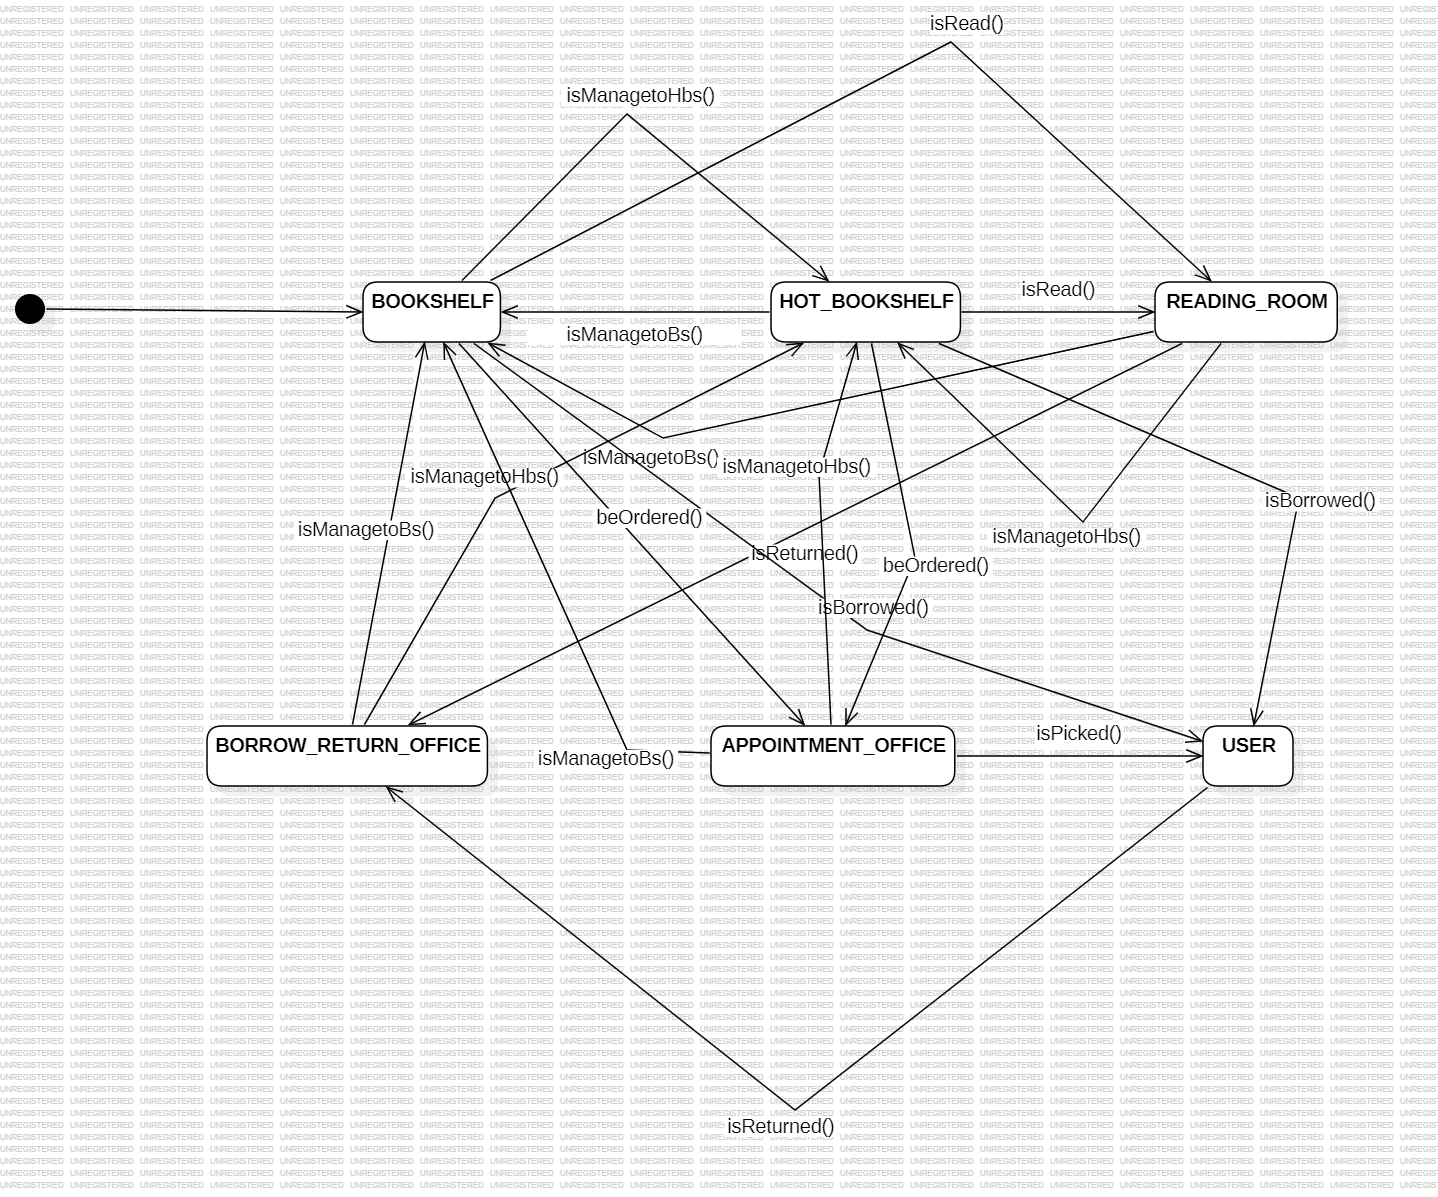 isRead()
isManagetoHbs()
isRead()
BOOKSHELF
HOT_BOOKSHELF
READING_ROOM
isManagetoBs()
isManagetoBs()
isManagetoHbs()
isManagetoHbs()
isBorrowed()
beOrdered()
isManagetoBs()
isManagetoHbs()
isReturned()
beOrdered()
isBorrowed()
isPicked()
BORROW_RETURN_OFFICE
APPOINTMENT_OFFICE
USER
isManagetoBs()
isReturned()
UNREGISTERED